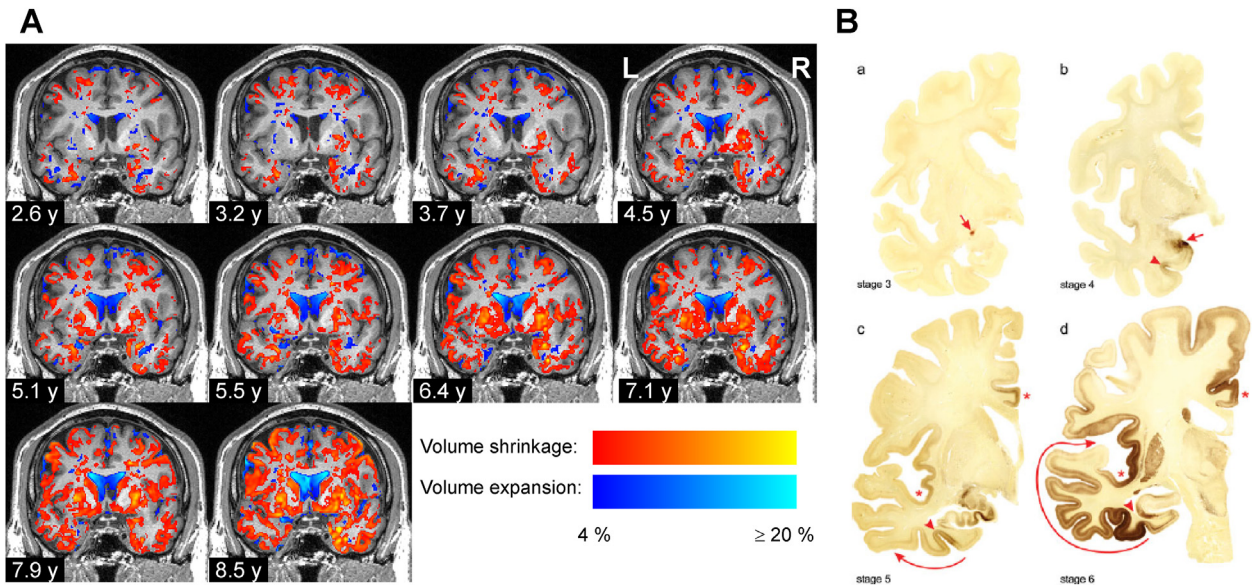 A
B
L
R
2.6 y
3.2 y
3.7 y
4.5 y
5.1 y
5.5 y
6.4 y
7.1 y
7.9 y
8.5 y
Volume shrinkage:
Volume expansion:
4 %
≥ 20 %
a
b
stage 3
stage 4
c
d
*
*
*
*
stage 5
stage 6